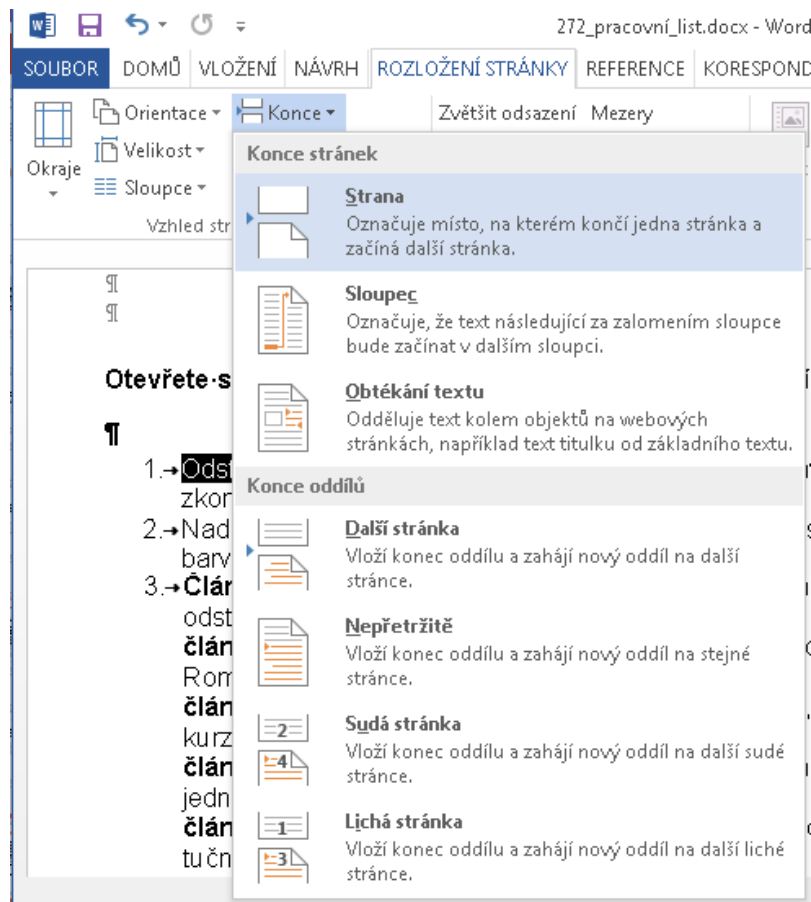 272_pracovní_list.docx - Word
SOUBOR DOMŮ VLOŽENÍ NÁVRH ROZLOŽENÍ STRÁNKY REFERENCE KORESPOND
Orientace Konce Zvětšit odsazení Mezery
Velikost
Okraje
Sloupce
Vzhled str
Konce stránek
Strana
Označuje místo, na kterém končí jedna stránka a
začíná další stránka.
Sloupec
Označuje, že text následující za zalomením sloupce
bude začínat v dalším sloupci.
Obtékání textu
Odděluje text kolem objektů na webových
stránkách, například text titulku od základního textu.
Konce oddílů
Další stránka
Vloží konec oddílu a zahájí nový oddíl na další
stránce.
Nepřetržitě
Vloží konec oddílu a zahájí nový oddíl na stejné
stránce.
Sudá stránka
Vloží konec oddílu a zahájí nový oddíl na další sudé
stránce.
Lichá stránka
Vloží konec oddílu a zahájí nový oddíl na další liché
stránce.
¶
¶
Otevřete·s
¶
1.→Odst
zkon
2.→Nad
barv
3.→Člán
odst
člán
Rom
člán
kurz
člán
jedn
člán
tučn